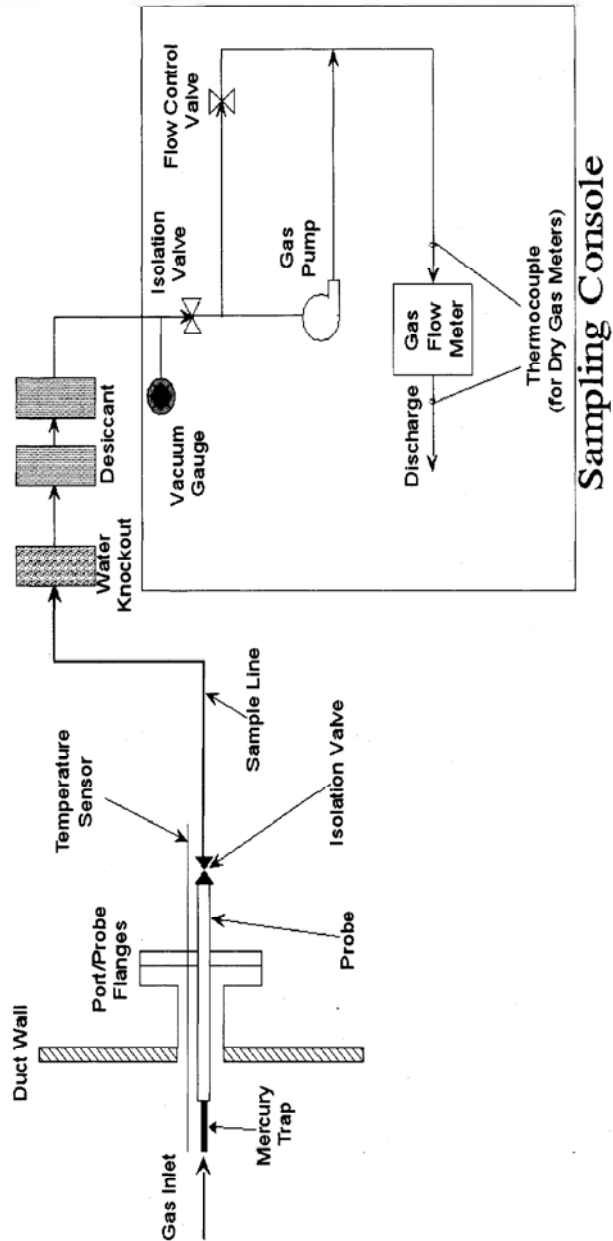 Gas Inlet
Duct Wall
Port/Probe
Flanges
Temperature
Sensor
Mercury
Trap
Probe
Isolation Valve
Sample Line
Water
Knockout
Desiccant
Vacuum
Gauge
Isolation
Valve
Flow Control
Valve
Gas
Pump
Discharge
Gas
Flow
Meter
Thermocouple
(for Dry Gas Meters)
Sampling Console